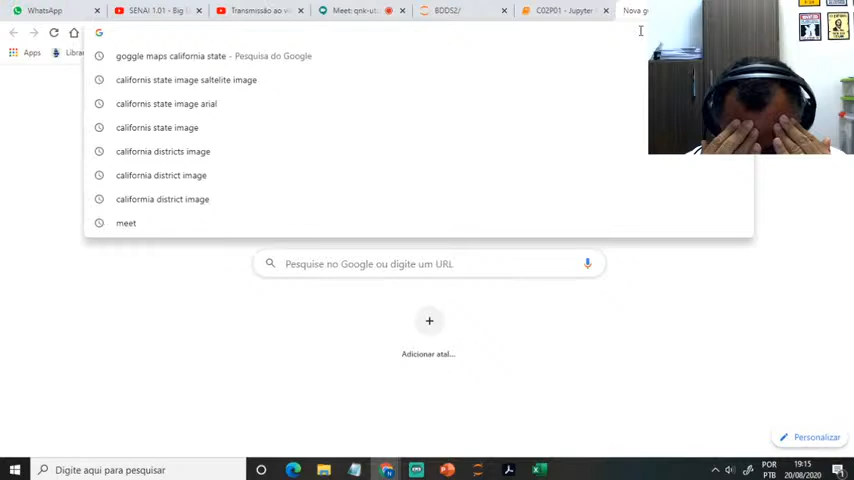 WhatsApp
SENAI 1.01 - Big
Transmissão ao vi
Meet: qnk-ut
BDDS2/
C02P01 - Jupyter
Nova g
Apps
Librar
goggle maps california state - Pesquisa do Google
californis state image saltelite image
californis state image arial
californis state image
california districts image
california district image
califormia district image
meet
Pesquise no Google ou digite um URL
Adicionar atal...
Personalizar
Digite aqui para pesquisar
POR
PTB
19:15
20/08/2020